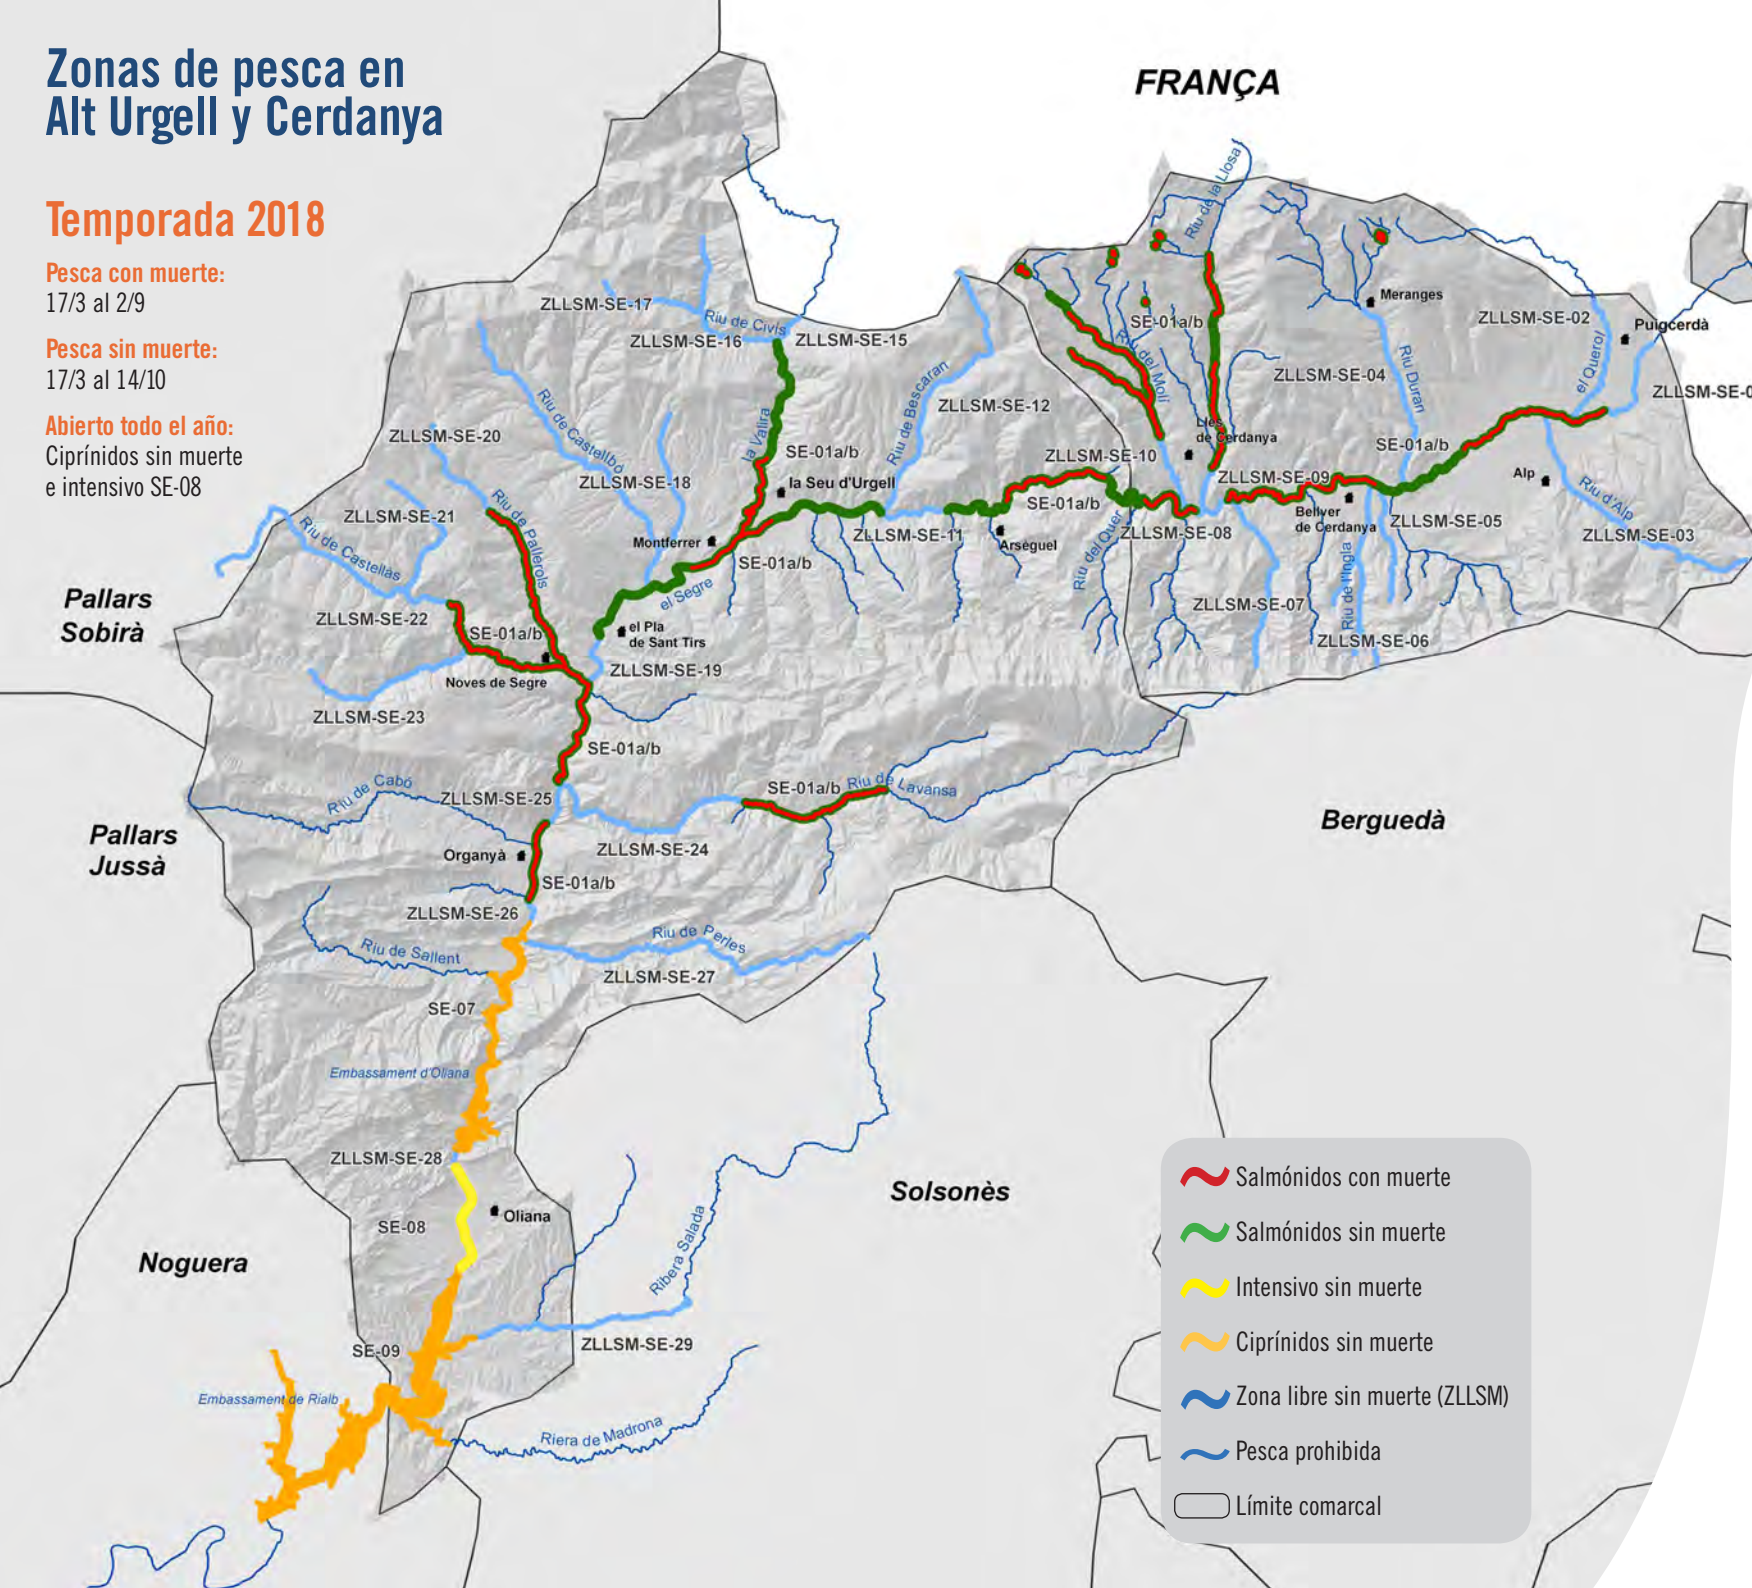 Zonas de pesca en
Alt Urgell y Cerdanya
Temporada 2018
Pesca con muerte:
17/3 al 2/9
Pesca sin muerte:
17/3 al 14/10
Abierto todo el año:
Ciprínidos sin muerte
e intensivo SE-08
FRANÇA
Riu de la Llosa
ZLLSM-SE-17
Riu de Civís
ZLLSM-SE-16
ZLLSM-SE-15
SE-01a/b
Riu del Molí
Meranges
ZLLSM-SE-02
Puigcerdà
el Querol
Riu Duran
ZLLSM-SE-04
ZLLSM-SE-0
Riu de Bescaran
ZLLSM-SE-12
Riu de Castellbó
ZLLSM-SE-20
la Valira
SE-01a/b
Lles
de Cerdanya
SE-01a/b
ZLLSM-SE-10
ZLLSM-SE-09
Alp
Riu d'Alp
ZLLSM-SE-18
la Seu d'Urgell
SE-01a/b
Bellver
de Cerdanya
ZLLSM-SE-05
ZLLSM-SE-03
ZLLSM-SE-21
Riu de Pallerols
Riu de Castellàs
Montferrer
ZLLSM-SE-11
Arséguel
Riu del Quer
ZLLSM-SE-08
SE-01a/b
el Segre
Riu de l'Ingla
ZLLSM-SE-07
ZLLSM-SE-06
Pallars
Sobirà
ZLLSM-SE-22
SE-01a/b
el Pla
de Sant Tirs
ZLLSM-SE-19
Noves de Segre
ZLLSM-SE-23
SE-01a/b
Riu de Cabó
ZLLSM-SE-25
SE-01a/b
Riu de Lavansa
Berguedà
Pallars
Jussà
Organyà
ZLLSM-SE-24
SE-01a/b
ZLLSM-SE-26
Riu de Sallent
Riu de Perles
ZLLSM-SE-27
SE-07
Embassament d'Oliana
ZLLSM-SE-28
SE-08
Oliana
Solsonès
Ribera Salada
Noguera
SE-09
ZLLSM-SE-29
Embassament de Rialb
Riera de Madrona
Salmónidos con muerte
Salmónidos sin muerte
Intensivo sin muerte
Ciprínidos sin muerte
Zona libre sin muerte (ZLLSM)
Pesca prohibida
Límite comarcal